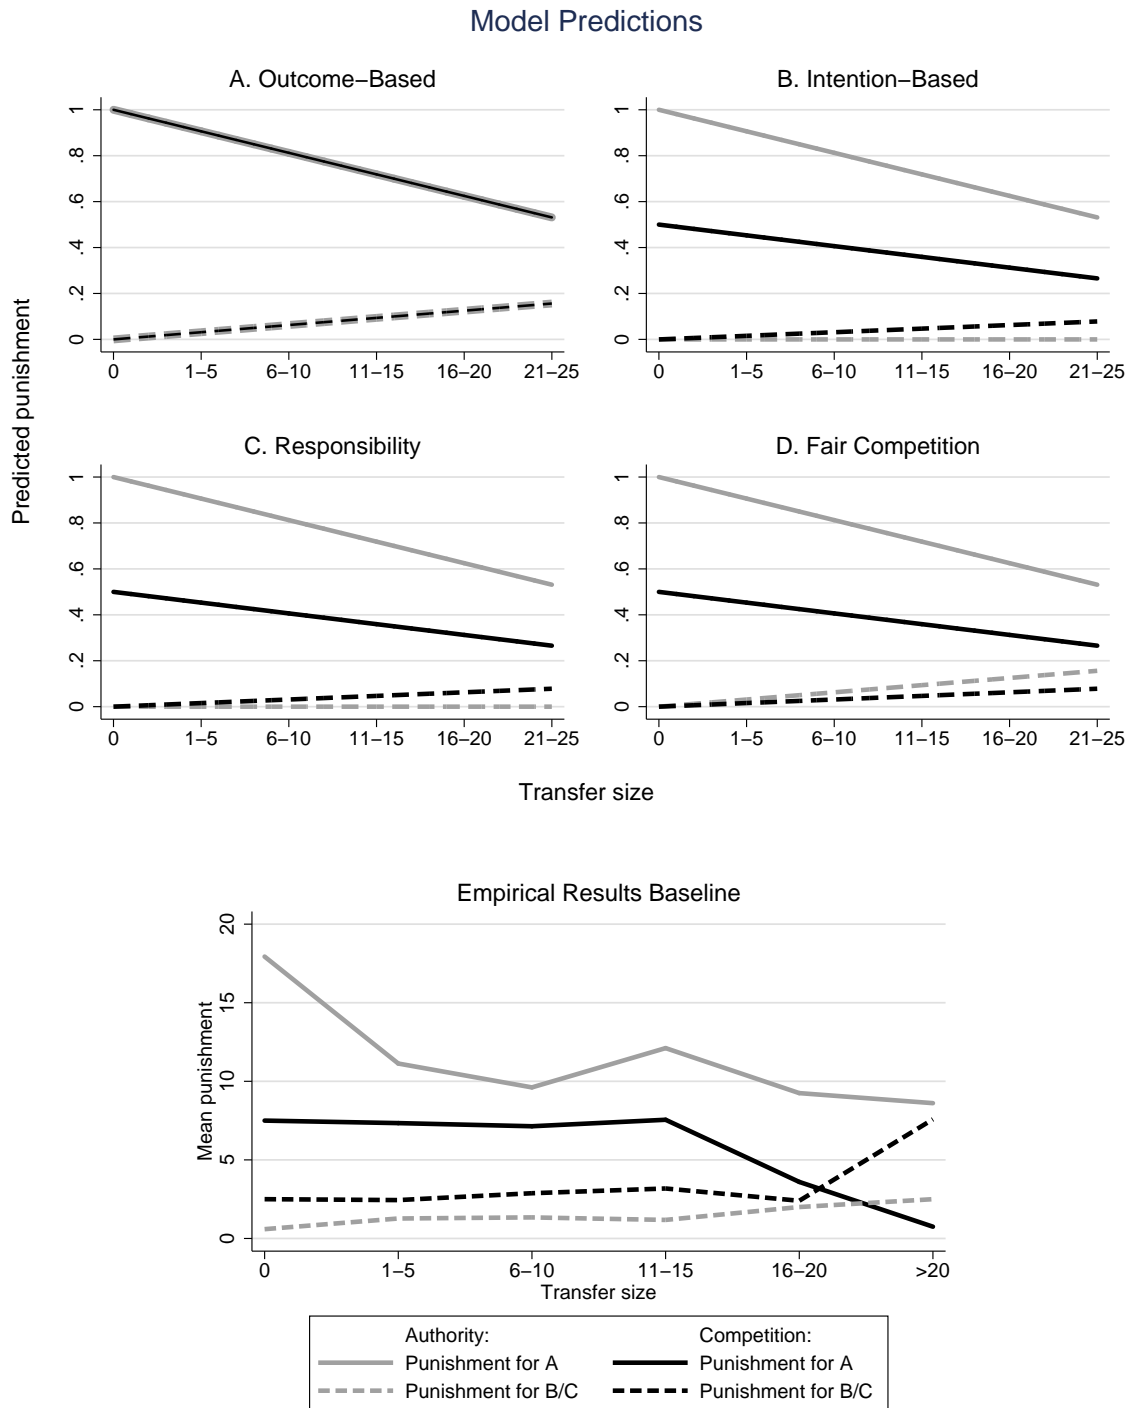 Model Predictions
A. Outcome−Based
B. Intention−Based
Predicted punishment
0 .2 .4 .6 .8 1
0 1−5 6−10 11−15 16−20 21−25
0 .2 .4 .6 .8 1
0 1−5 6−10 11−15 16−20 21−25
C. Responsibility
D. Fair Competition
0 .2 .4 .6 .8 1
0 1−5 6−10 11−15 16−20 21−25
0 .2 .4 .6 .8 1
0 1−5 6−10 11−15 16−20 21−25
Transfer size
Empirical Results Baseline
Mean punishment
0 5 10 15 20
0 1−5 6−10 11−15 16−20 >20
Transfer size
Authority:
Competition:
Punishment for A
Punishment for A
Punishment for B/C
Punishment for B/C